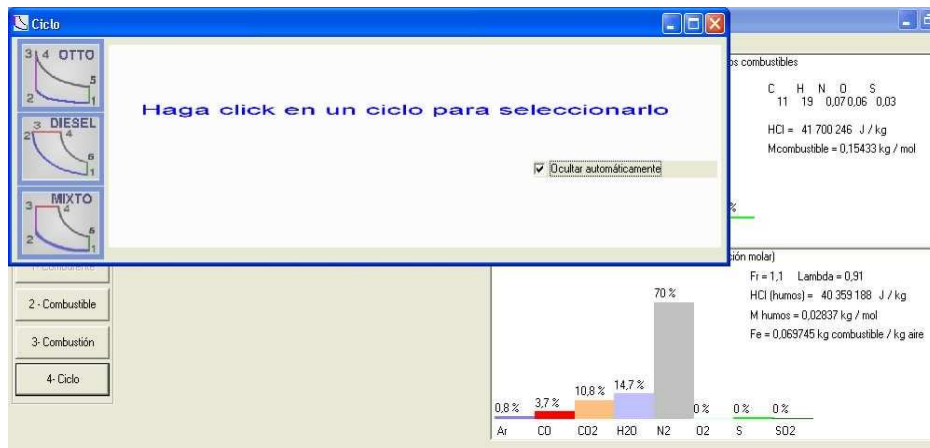 Ciclo
3 4 OTTO
5
2
1
3 DIESEL
2 4
6
1
MIXTO
3 4
6
2
1
Haga click en un ciclo para seleccionarlo
Ocultar automáticamente
os combustibles
C H N O S
11 19 0,07 0,06 0,03
HCI = 41 700 246 J / kg
Mcombustible = 0,15433 kg / mol
%
2 - Combustible
3- Combustión
4- Ciclo
ción molar)
Fr = 1,1 Lambda = 0,91
HCI (humos) = 40 359 188 J / kg
M humos = 0,02837 kg / mol
Fe = 0,069745 kg combustible / kg aire
0,8 % 3,7 % 10,8 % 14,7 % 70 % 0 % 0 % 0 %
Ar CO CO2 H2O N2 O2 S SO2